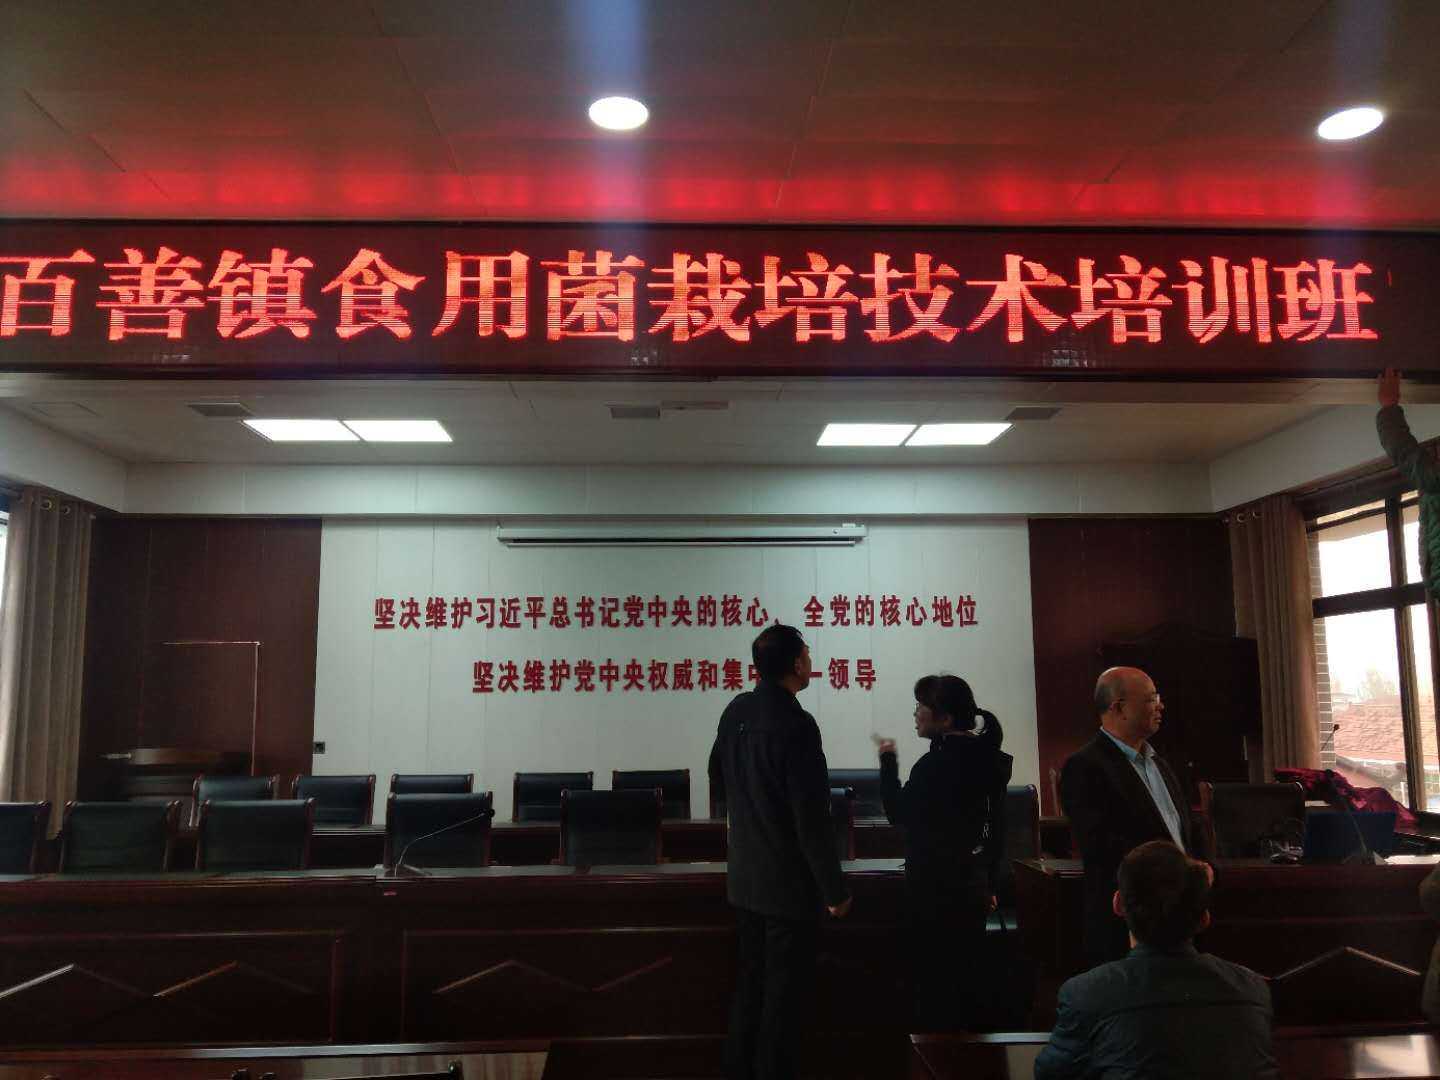 百善镇食用菌栽培技术培训班
坚决维护习近平总书记党中央的核心、全党的核心地位
坚决维护党中央权威和集中一领导